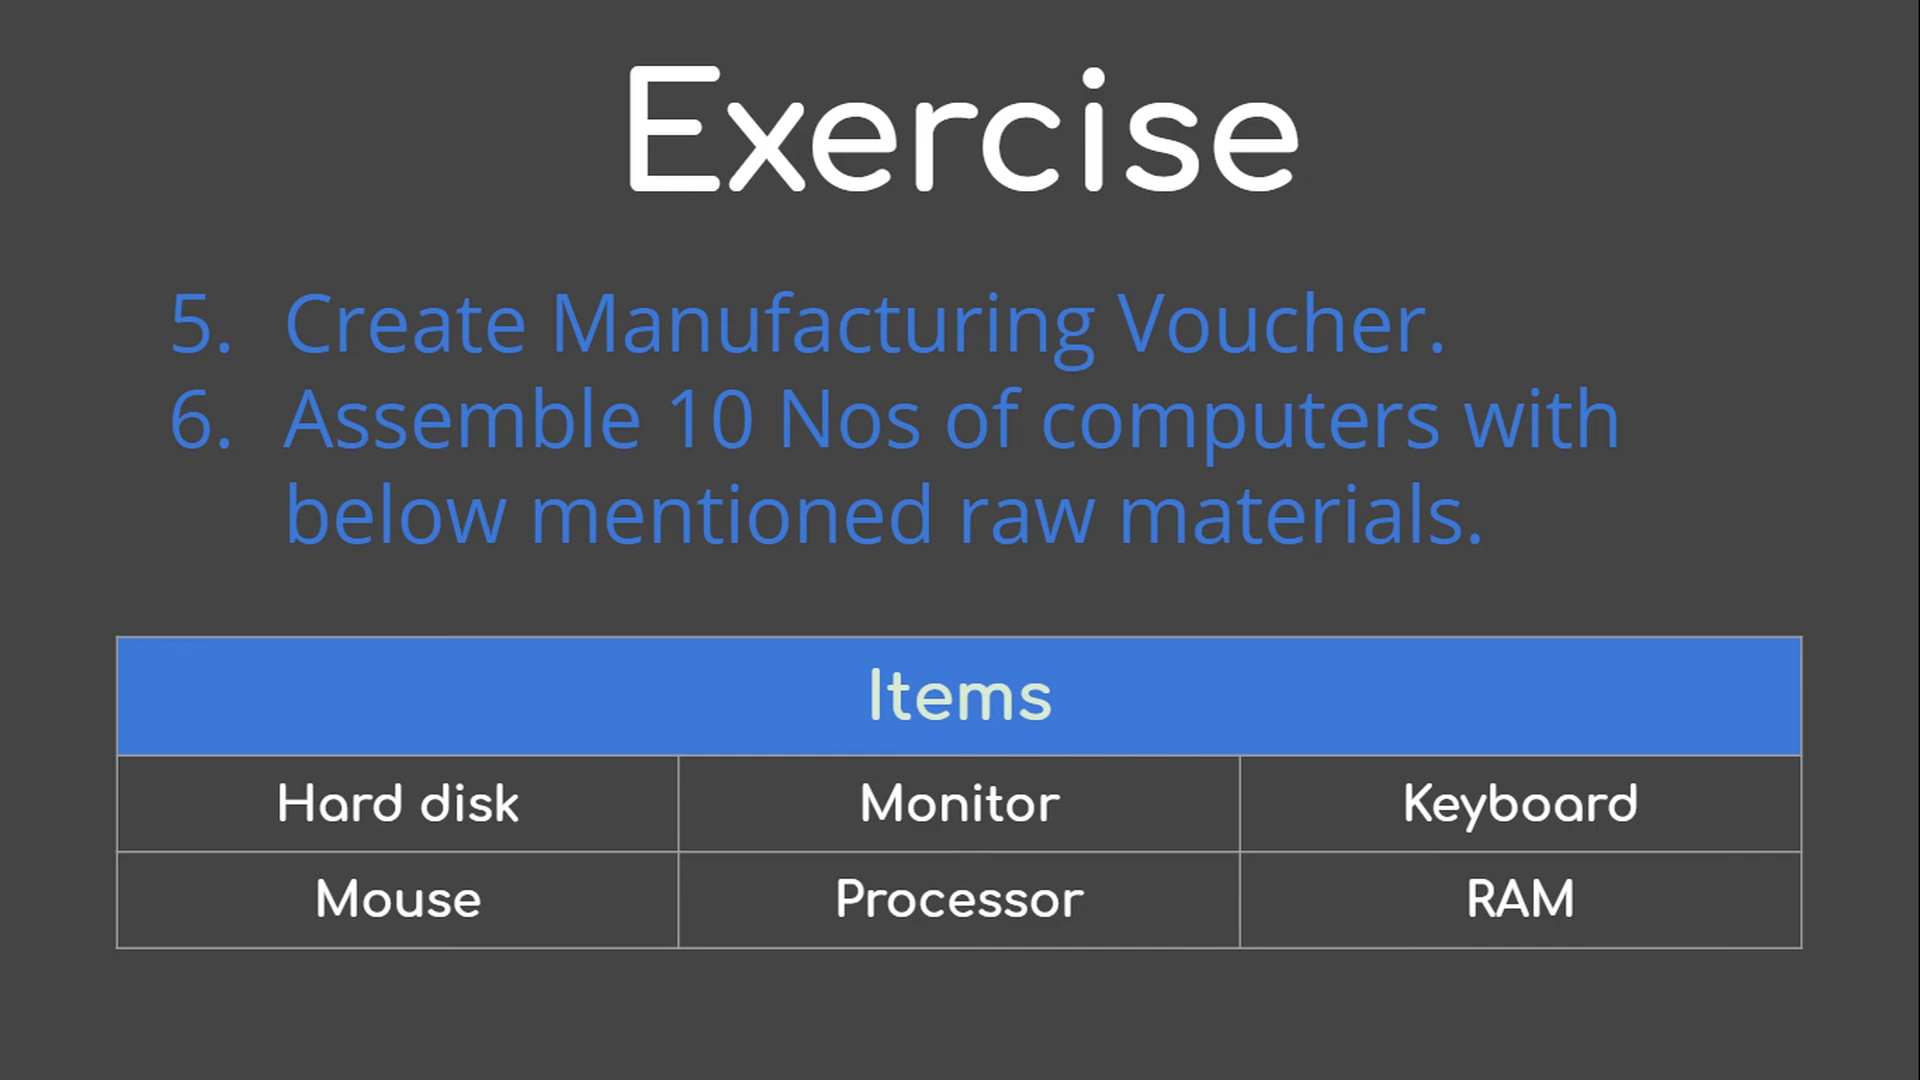 Exercise
5. Create Manufacturing Voucher.
6. Assemble 10 Nos of computers with
below mentioned raw materials.
Items
Hard disk Monitor Keyboard
Mouse Processor RAM